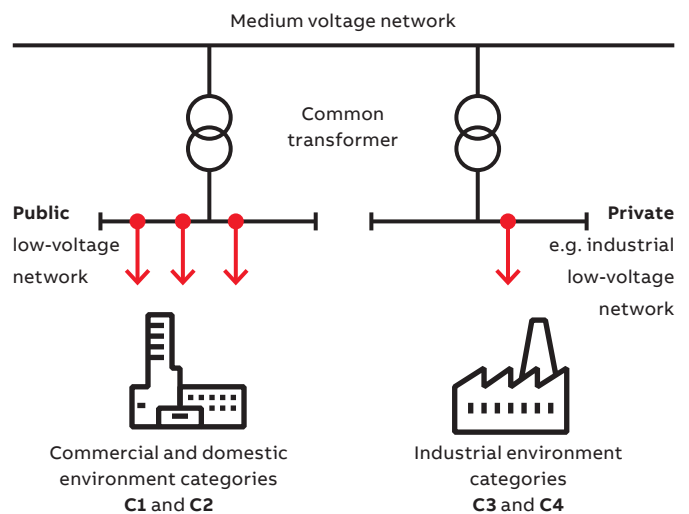 Medium voltage network
Common
transformer
Public
low-voltage
network
Private
e.g. industrial
low-voltage
network
Commercial and domestic
environment categories
C1 and C2
Industrial environment
categories
C3 and C4